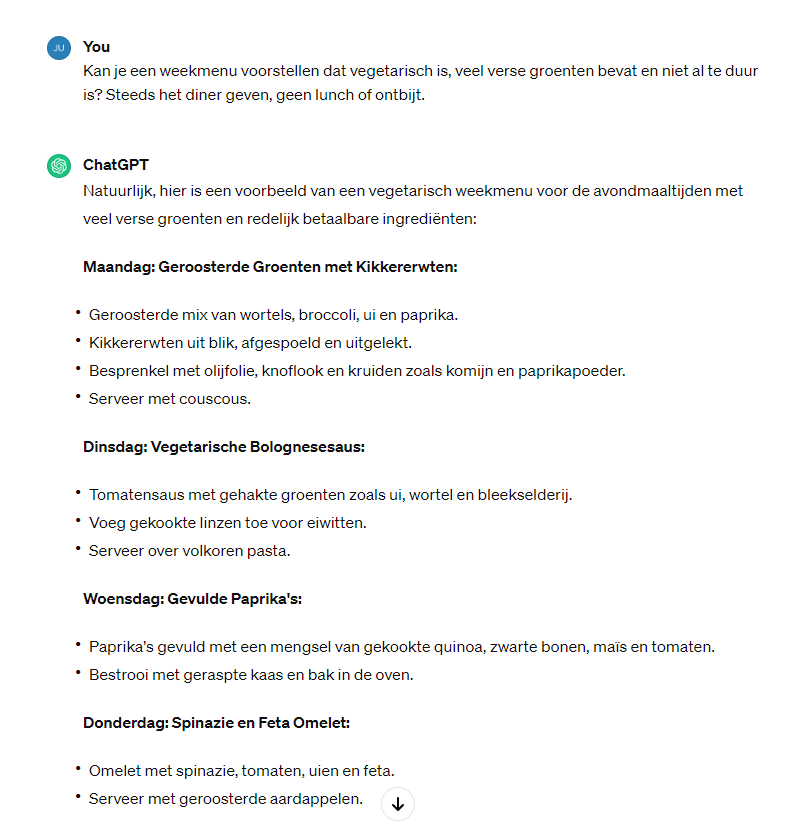 JU
You
Kan je een weekmenu voorstellen dat vegetarisch is, veel verse groenten bevat en niet al te duur
is? Steeds het diner geven, geen lunch of ontbijt.
ChatGPT
Natuurlijk, hier is een voorbeeld van een vegetarisch weekmenu voor de avondmaaltijden met
veel verse groenten en redelijk betaalbare ingrediënten:
Maandag: Geroosterde Groenten met Kikkererwten:
• Geroosterde mix van wortels, broccoli, ui en paprika.
• Kikkererwten uit blik, afgespoeld en uitgelekt.
• Besprenkel met olijfolie, knoflook en kruiden zoals komijn en paprikapoeder.
• Serveer met couscous.
Dinsdag: Vegetarische Bolognesesaus:
• Tomatensaus met gehakte groenten zoals ui, wortel en bleekselderij.
• Voeg gekookte linzen toe voor eiwitten.
• Serveer over volkoren pasta.
Woensdag: Gevulde Paprika's:
• Paprika's gevuld met een mengsel van gekookte quinoa, zwarte bonen, maïs en tomaten.
• Bestrooi met geraspte kaas en bak in de oven.
Donderdag: Spinazie en Feta Omelet:
• Omelet met spinazie, tomaten, uien en feta.
• Serveer met geroosterde aardappelen.